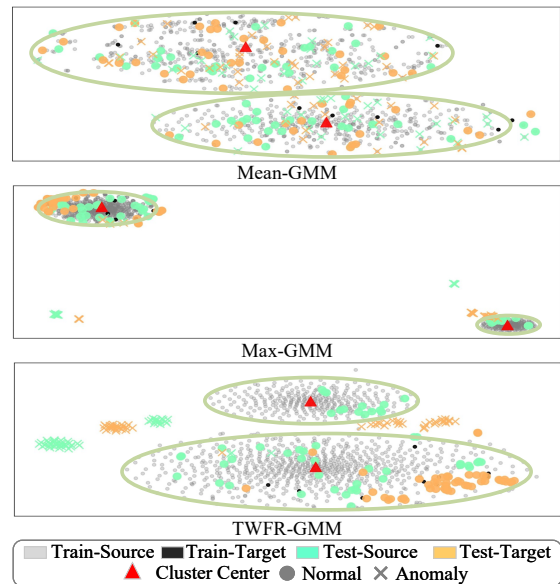 Mean-GMM
Max-GMM
TWFR-GMM
Train-Source Train-Target Test-Source Test-Target
Cluster Center Normal Anomaly